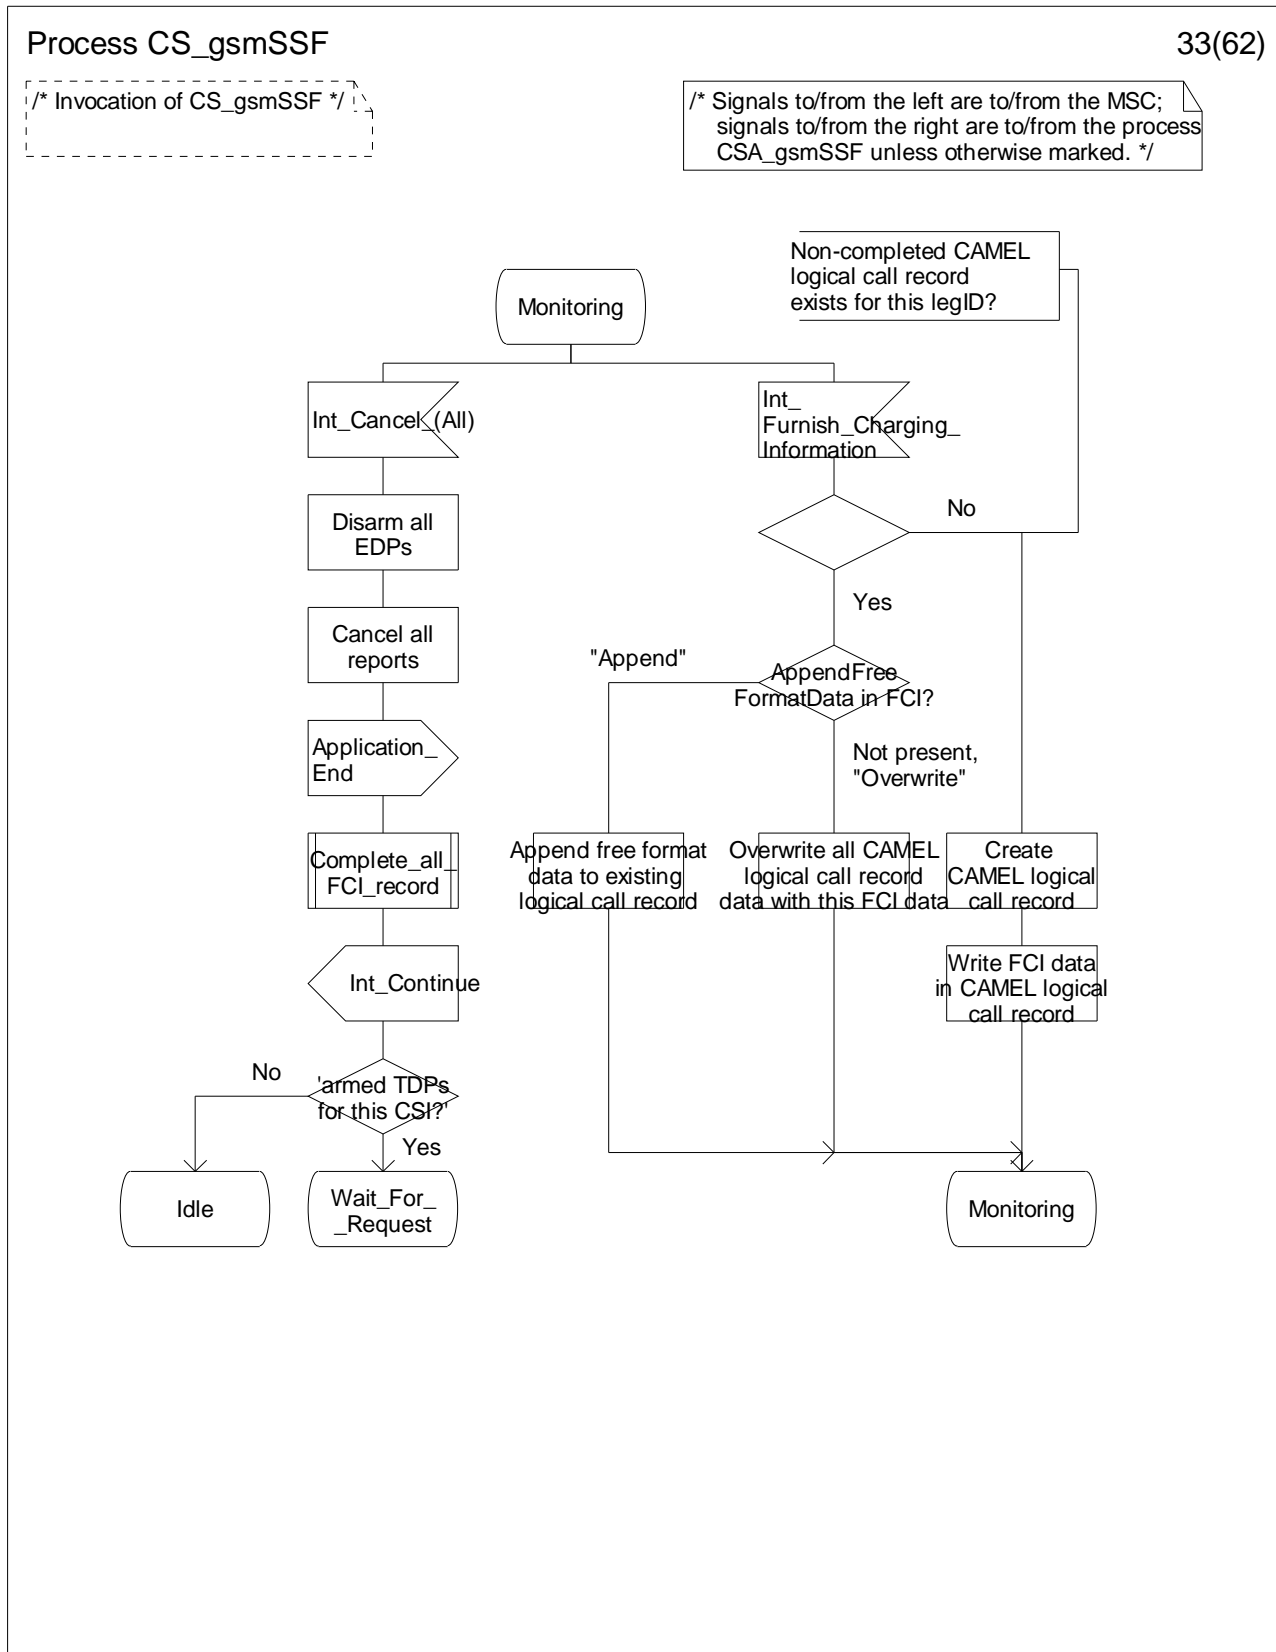 Process CS_gsmSSF
33(62)
/* Invocation of CS_gsmSSF */
/* Signals to/from the left are to/from the MSC;
signals to/from the right are to/from the process
CSA_gsmSSF unless otherwise marked. */
Non-completed CAMEL
logical call record
exists for this legID?
Monitoring
Int_Cancel_(All)
Int_
Furnish_Charging_
Information
Disarm all
EDPs
No
Yes
Cancel all
reports
"Append"
AppendFree
FormatData in FCI?
Application_
End
Not present,
"Overwrite"
Complete_all_
FCI_record
Append free format
data to existing
logical call record
Overwrite all CAMEL
logical call record
data with this FCI data
Create
CAMEL logical
call record
Int_Continue
Write FCI data
in CAMEL logical
call record
No
'armed TDPs
for this CSI?'
Yes
Idle
Wait_For_
_Request
Monitoring